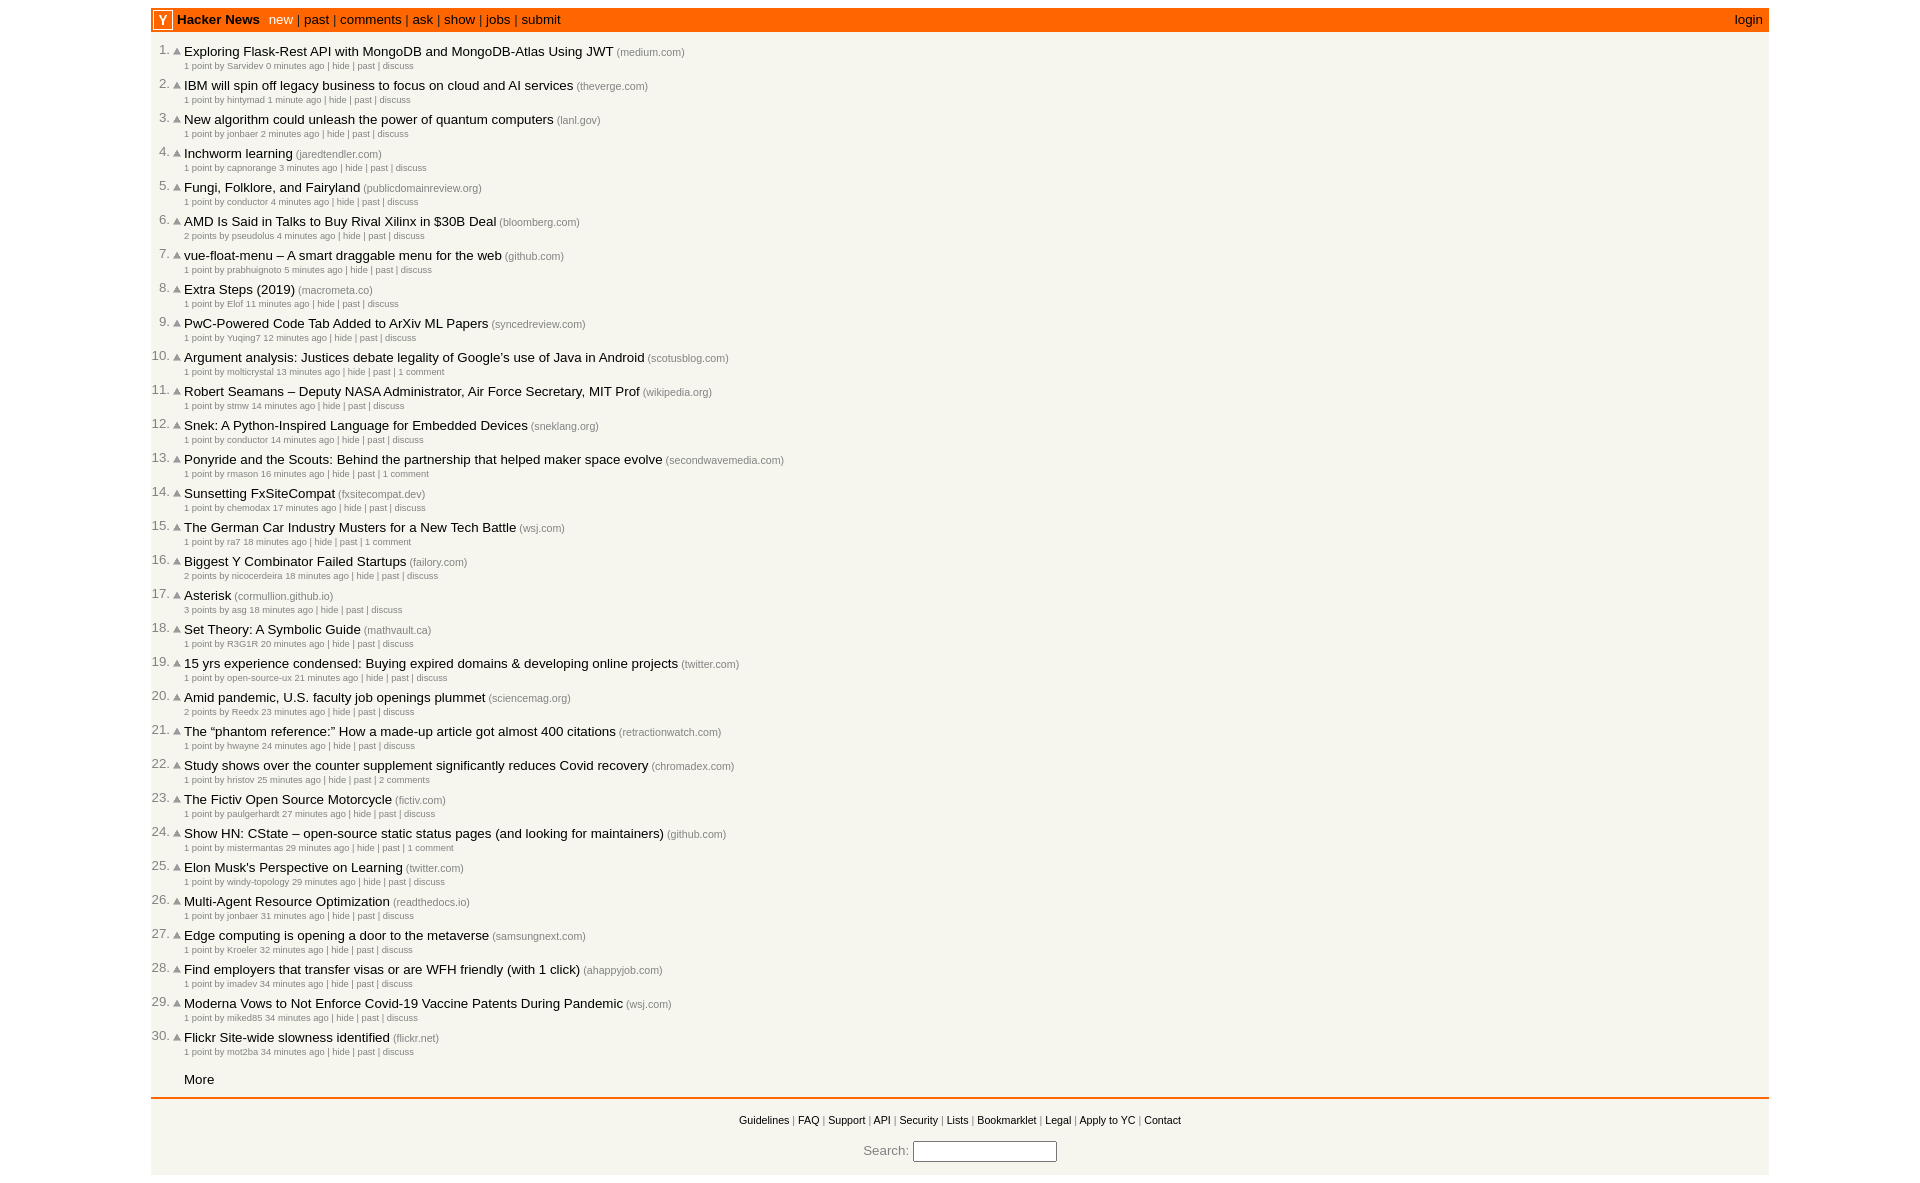 Y Hacker News new | past | comments | ask | show | jobs | submit login
1. Exploring Flask-Rest API with MongoDB and MongoDB-Atlas Using JWT (medium.com)
1 point by Sarvidev 0 minutes ago | hide | past | discuss
2. IBM will spin off legacy business to focus on cloud and AI services (theverge.com)
1 point by hintymad 1 minute ago | hide | past | discuss
3. New algorithm could unleash the power of quantum computers (lanl.gov)
1 point by jonbaer 2 minutes ago | hide | past | discuss
4. Inchworm learning (jaredtendler.com)
1 point by capnorange 3 minutes ago | hide | past | discuss
5. Fungi, Folklore, and Fairyland (publicdomainreview.org)
1 point by conductor 4 minutes ago | hide | past | discuss
6. AMD Is Said in Talks to Buy Rival Xilinx in $30B Deal (bloomberg.com)
2 points by pseudolus 4 minutes ago | hide | past | discuss
7. vue-float-menu – A smart draggable menu for the web (github.com)
1 point by prabhuignoto 5 minutes ago | hide | past | discuss
8. Extra Steps (2019) (macrometa.co)
1 point by Elof 11 minutes ago | hide | past | discuss
9. PwC-Powered Code Tab Added to ArXiv ML Papers (syncedreview.com)
1 point by Yuqing7 12 minutes ago | hide | past | discuss
10. Argument analysis: Justices debate legality of Google’s use of Java in Android (scotusblog.com)
1 point by molticrystal 13 minutes ago | hide | past | 1 comment
11. Robert Seamans – Deputy NASA Administrator, Air Force Secretary, MIT Prof (wikipedia.org)
1 point by stmw 14 minutes ago | hide | past | discuss
12. Snek: A Python-Inspired Language for Embedded Devices (sneklang.org)
1 point by conductor 14 minutes ago | hide | past | discuss
13. Ponyride and the Scouts: Behind the partnership that helped maker space evolve (secondwavemedia.com)
1 point by rmason 16 minutes ago | hide | past | 1 comment
14. Sunsetting FxSiteCompat (fxsitecompat.dev)
1 point by chemodax 17 minutes ago | hide | past | discuss
15. The German Car Industry Musters for a New Tech Battle (wsj.com)
1 point by ra7 18 minutes ago | hide | past | 1 comment
16. Biggest Y Combinator Failed Startups (failory.com)
2 points by nicocerdeira 18 minutes ago | hide | past | discuss
17. Asterisk (cormullion.github.io)
3 points by asg 18 minutes ago | hide | past | discuss
18. Set Theory: A Symbolic Guide (mathvault.ca)
1 point by R3G1R 20 minutes ago | hide | past | discuss
19. 15 yrs experience condensed: Buying expired domains & developing online projects (twitter.com)
1 point by open-source-ux 21 minutes ago | hide | past | discuss
20. Amid pandemic, U.S. faculty job openings plummet (sciencemag.org)
2 points by Reedx 23 minutes ago | hide | past | discuss
21. The “phantom reference:” How a made-up article got almost 400 citations (retractionwatch.com)
1 point by hwayne 24 minutes ago | hide | past | discuss
22. Study shows over the counter supplement significantly reduces Covid recovery (chromadex.com)
1 point by hristov 25 minutes ago | hide | past | 2 comments
23. The Fictiv Open Source Motorcycle (fictiv.com)
1 point by paulgerhardt 27 minutes ago | hide | past | discuss
24. Show HN: CState – open-source static status pages (and looking for maintainers) (github.com)
1 point by mistermantas 29 minutes ago | hide | past | 1 comment
25. Elon Musk's Perspective on Learning (twitter.com)
1 point by windy-topology 29 minutes ago | hide | past | discuss
26. Multi-Agent Resource Optimization (readthedocs.io)
1 point by jonbaer 31 minutes ago | hide | past | discuss
27. Edge computing is opening a door to the metaverse (samsungnext.com)
1 point by Kroeler 32 minutes ago | hide | past | discuss
28. Find employers that transfer visas or are WFH friendly (with 1 click) (ahappyjob.com)
1 point by imadev 34 minutes ago | hide | past | discuss
29. Moderna Vows to Not Enforce Covid-19 Vaccine Patents During Pandemic (wsj.com)
1 point by miked85 34 minutes ago | hide | past | discuss
30. Flickr Site-wide slowness identified (flickr.net)
1 point by mot2ba 34 minutes ago | hide | past | discuss
More
Guidelines | FAQ | Support | API | Security | Lists | Bookmarklet | Legal | Apply to YC | Contact
Search: